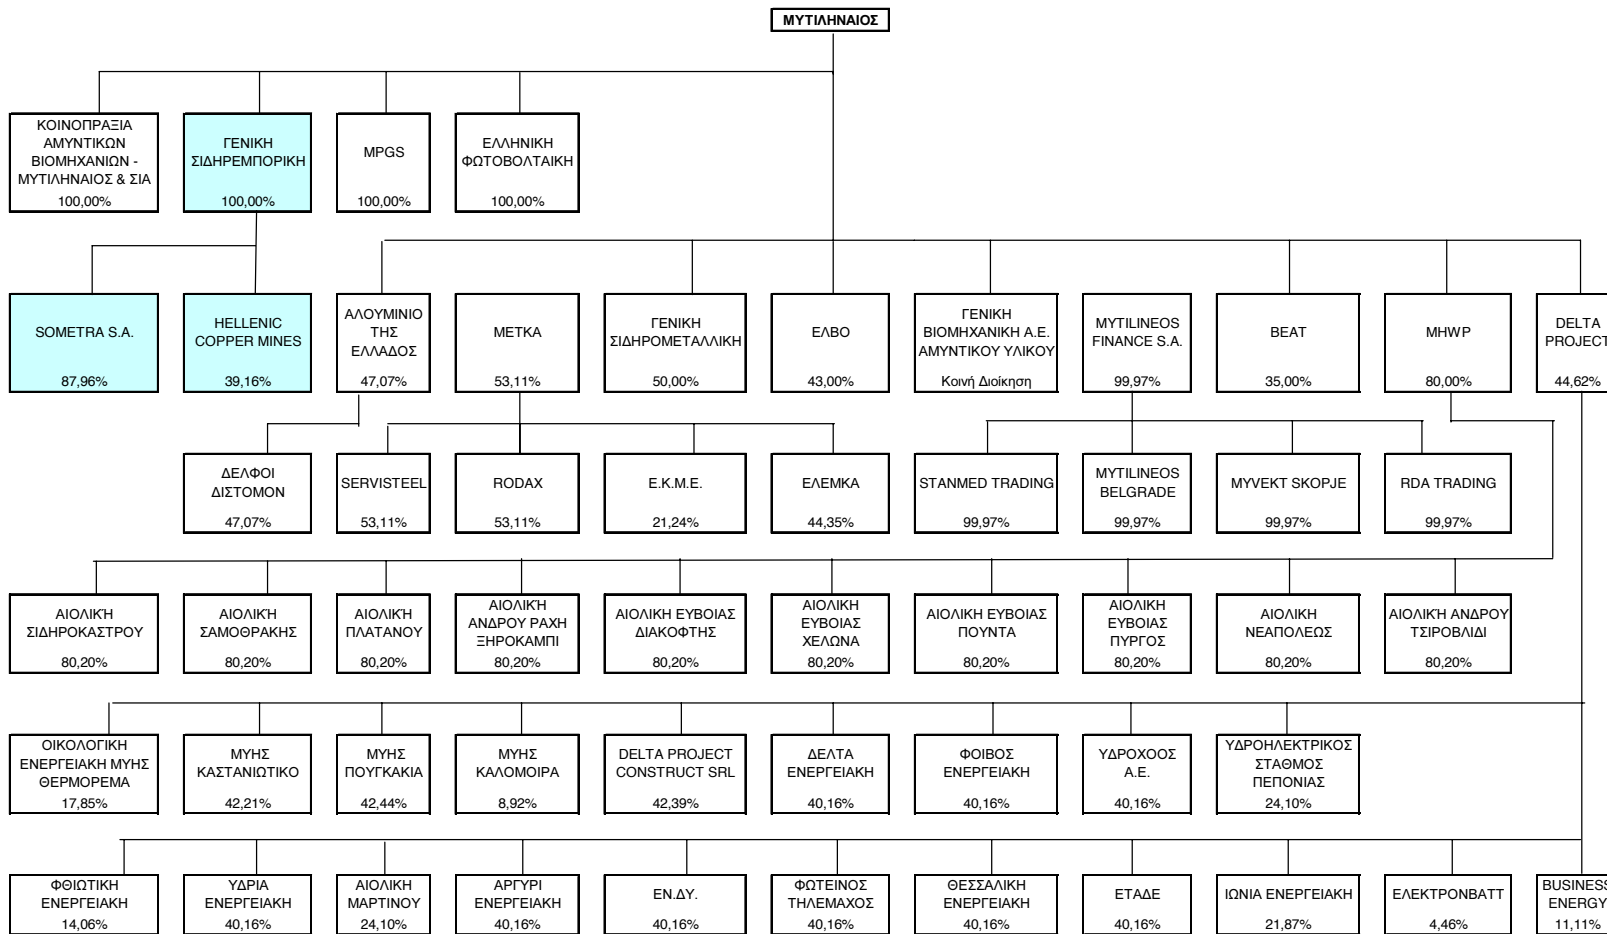 ΜΥΤΙΛΗΝΑΙΟΣ
ΚΟΙΝΟΠΡΑΞΙΑ
ΑΜΥΝΤΙΚΩΝ
ΒΙΟΜΗΧΑΝΙΩΝ -
ΜΥΤΙΛΗΝΑΙΟΣ & ΣΙΑ
100,00%
ΓΕΝΙΚΗ
ΣΙΔΗΡΕΜΠΟΡΙΚΗ
100,00%
MPGS
100,00%
ΕΛΛΗΝΙΚΗ
ΦΩΤΟΒΟΛΤΑΙΚΗ
100,00%
SOMETRA S.A.
87,96%
HELLENIC
COPPER MINES
39,16%
ΑΛΟΥΜΙΝΙΟ
ΤΗΣ
ΕΛΛΑΔΟΣ
47,07%
ΜΕΤΚΑ
53,11%
ΓΕΝΙΚΗ
ΣΙΔΗΡΟΜΕΤΑΛΛΙΚΗ
50,00%
ΕΛΒΟ
43,00%
ΓΕΝΙΚΗ
ΒΙΟΜΗΧΑΝΙΚΗ Α.Ε.
ΑΜΥΝΤΙΚΟΥ ΥΛΙΚΟΥ
Κοινή Διοίκηση
MYTILINEOS
FINANCE S.A.
99,97%
BEAT
35,00%
MHWP
80,00%
DELTA
PROJECT
44,62%
ΔΕΛΦΟΙ
ΔΙΣΤΟΜΟΝ
47,07%
SERVISTEEL
53,11%
RODAX
53,11%
Ε.Κ.Μ.Ε.
21,24%
ΕΛΕΜΚΑ
44,35%
STANMED TRADING
99,97%
MYTILINEOS
BELGRADE
99,97%
MYVEKT SKOPJE
99,97%
RDA TRADING
99,97%
ΑΙΟΛΙΚΉ
ΣΙΔΗΡΟΚΑΣΤΡΟΥ
80,20%
ΑΙΟΛΙΚΉ
ΣΑΜΟΘΡΑΚΗΣ
80,20%
ΑΙΟΛΙΚΉ
ΠΛΑΤΑΝΟΥ
80,20%
ΑΙΟΛΙΚΉ
ΑΝΔΡΟΥ ΡΑΧΗ
ΞΗΡΟΚΑΜΠΙ
80,20%
ΑΙΟΛΙΚΗ ΕΥΒΟΙΑΣ
ΔΙΑΚΟΦΤΗΣ
80,20%
ΑΙΟΛΙΚΗ
ΕΥΒΟΙΑΣ
ΧΕΛΩΝΑ
80,20%
ΑΙΟΛΙΚΗ ΕΥΒΟΙΑΣ
ΠΟΥΝΤΑ
80,20%
ΑΙΟΛΙΚΗ
ΕΥΒΟΙΑΣ
ΠΥΡΓΟΣ
80,20%
ΑΙΟΛΙΚΗ
ΝΕΑΠΟΛΕΩΣ
80,20%
ΑΙΟΛΙΚΉ ΑΝΔΡΟΥ
ΤΣΙΡΟΒΛΙΔΙ
80,20%
ΟΙΚΟΛΟΓΙΚΗ
ΕΝΕΡΓΕΙΑΚΗ ΜΥΗΣ
ΘΕΡΜΟΡΕΜΑ
17,85%
ΜΥΗΣ
ΚΑΣΤΑΝΙΩΤΙΚΟ
42,21%
ΜΥΗΣ
ΠΟΥΓΚΑΚΙΑ
42,44%
ΜΥΗΣ
ΚΑΛΟΜΟΙΡΑ
8,92%
DELTA PROJECT
CONSTRUCT SRL
42,39%
ΔΕΛΤΑ
ΕΝΕΡΓΕΙΑΚΗ
40,16%
ΦΟΙΒΟΣ
ΕΝΕΡΓΕΙΑΚΗ
40,16%
ΥΔΡΟΧΟΟΣ
Α.Ε.
40,16%
ΥΔΡΟΗΛΕΚΤΡΙΚΟΣ
ΣΤΑΘΜΟΣ
ΠΕΠΟΝΙΑΣ
24,10%
ΦΘΙΩΤΙΚΗ
ΕΝΕΡΓΕΙΑΚΗ
14,06%
ΥΔΡΙΑ
ΕΝΕΡΓΕΙΑΚΗ
40,16%
ΑΙΟΛΙΚΗ
ΜΑΡΤΙΝΟΥ
24,10%
ΑΡΓΥΡΙ
ΕΝΕΡΓΕΙΑΚΗ
40,16%
ΕΝ.ΔΥ.
40,16%
ΦΩΤΕΙΝΟΣ
ΤΗΛΕΜΑΧΟΣ
40,16%
ΘΕΣΣΑΛΙΚΗ
ΕΝΕΡΓΕΙΑΚΗ
40,16%
ΕΤΑΔΕ
40,16%
ΙΩΝΙΑ ΕΝΕΡΓΕΙΑΚΗ
21,87%
ΕΛΕΚΤΡΟΝΒΑΤΤ
4,46%
BUSINESS
ENERGY
11,11%